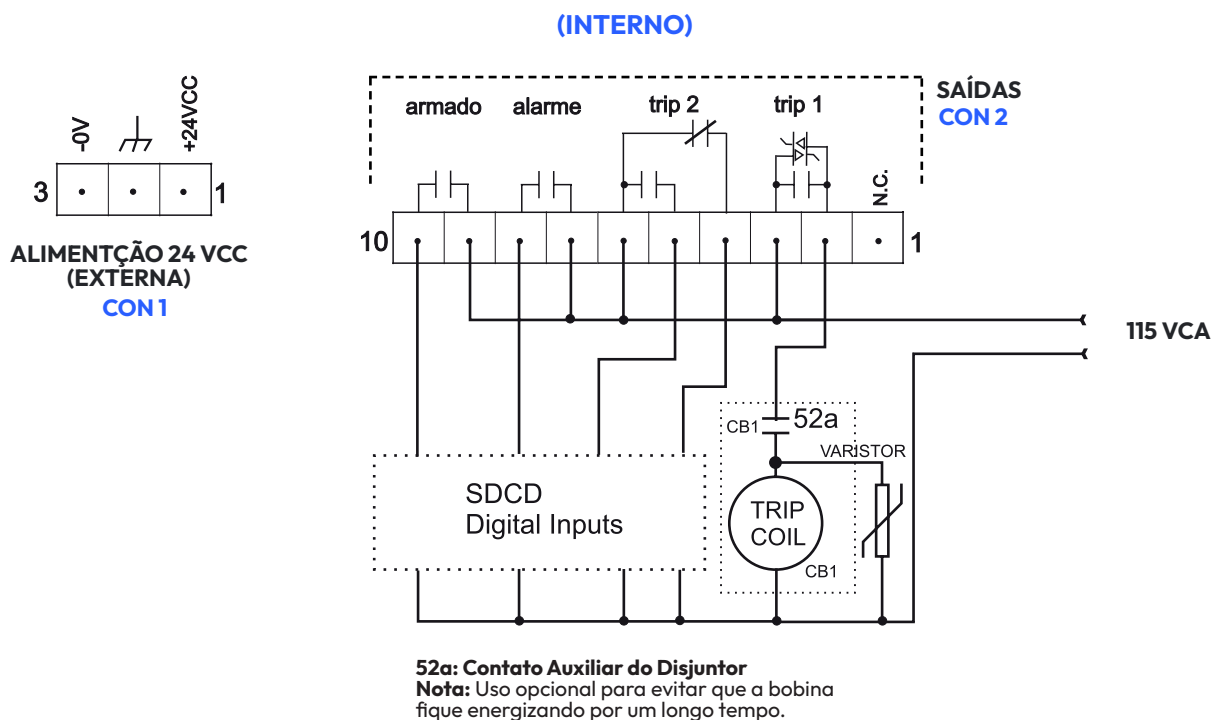 (INTERNO)
-0V
+24VCC
3
1
ALIMENTÇÃO 24 VCC
(EXTERNA)
CON 1
armado
alarme
trip 2
trip 1
N.C.
SAÍDAS
CON 2
10
1
115 VCA
CB1
52a
VARISTOR
SDCD
Digital Inputs
TRIP
COIL
CB1
52a: Contato Auxiliar do Disjuntor
Nota: Uso opcional para evitar que a bobina
fique energizando por um longo tempo.